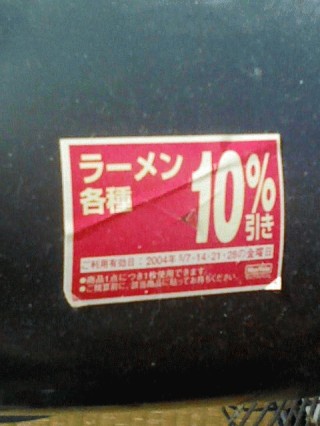 ラーメン
各種
10%
引き
ご利用有効日：2004年5/7・14・21・28の金曜日
●商品1点につき1枚使用できます。
●ご精算前に、該当商品に貼ってお持ちください。